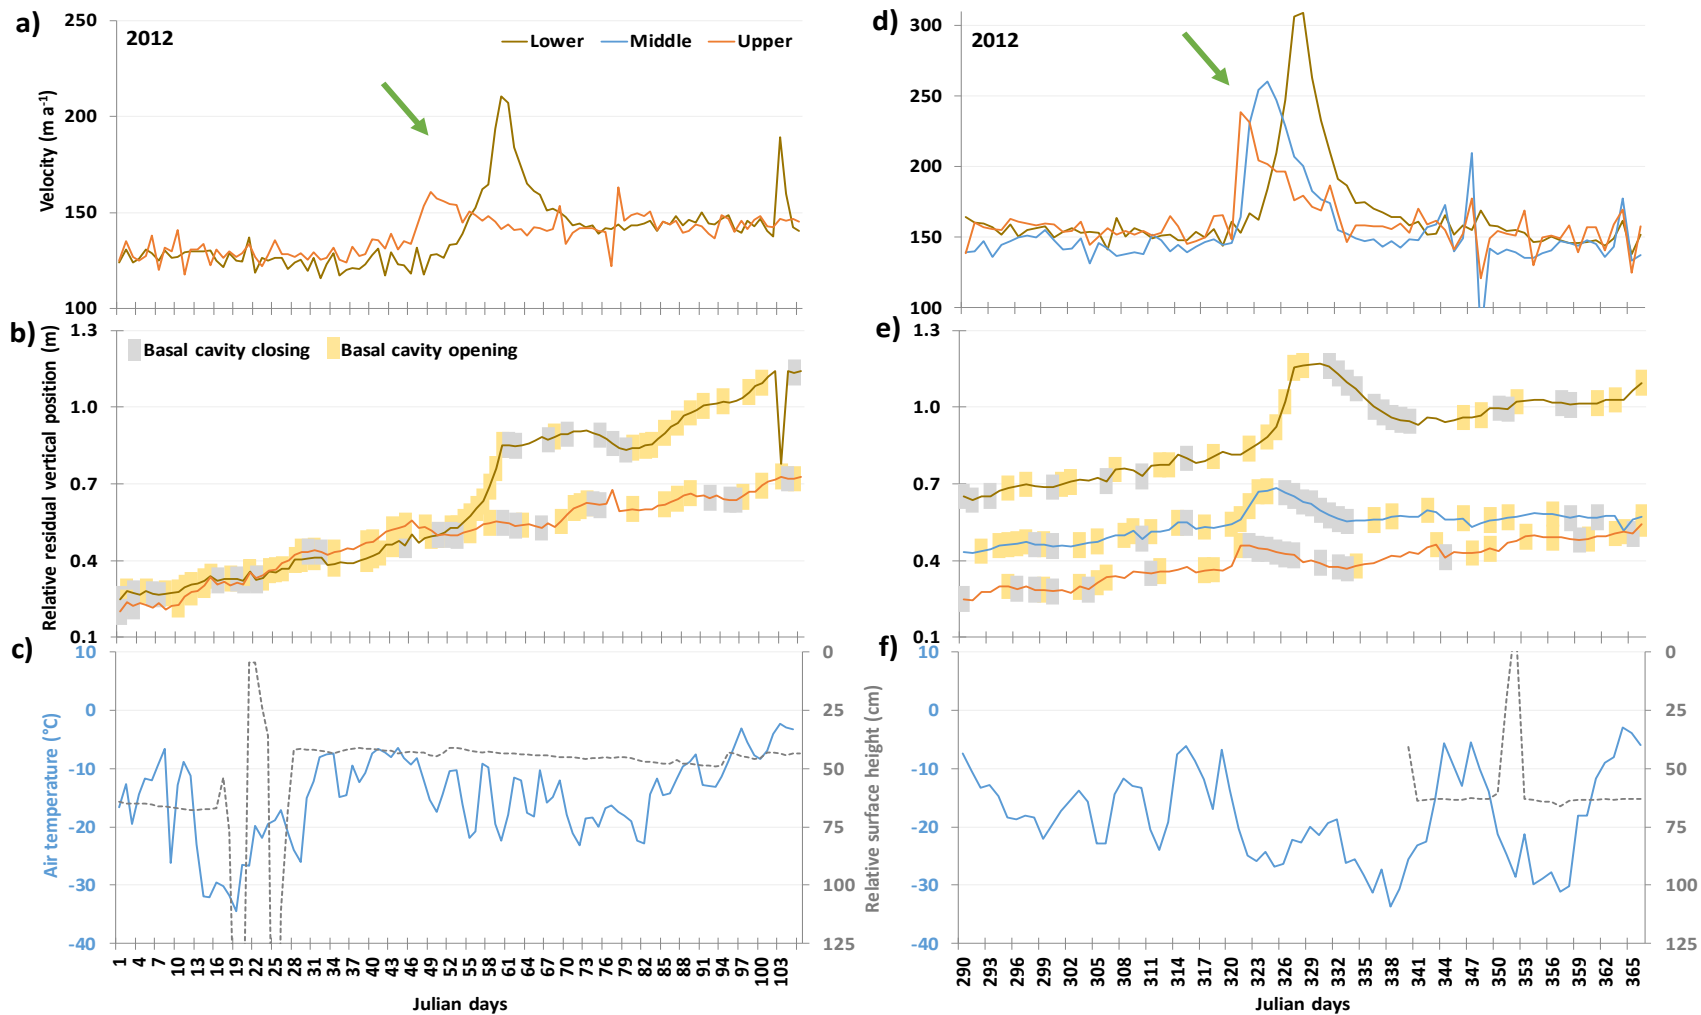 a)
250
200
150
100
Velocity (m a⁻¹)
2012
Lower Middle Upper
d)
300
250
200
150
100
2012
b)
1.3
1.0
0.7
0.4
0.1
Relative residual vertical position (m)
Basal cavity closing Basal cavity opening
e)
1.3
1.0
0.7
0.4
0.1
c)
10
0
-10
-20
-30
-40
Air temperature (°C)
0
25
50
75
100
125
Relative surface height (cm)
1 4 7 10 13 16 19 22 25 28 31 34 37 40 43 46 49 52 55 58 61 64 67 70 73 76 79 82 85 88 91 94 97 100 103
Julian days
f)
10
0
-10
-20
-30
-40
0
25
50
75
100
125
290 293 296 299 302 305 308 311 314 317 320 323 326 329 332 335 338 341 344 347 350 353 356 359 362 365
Julian days